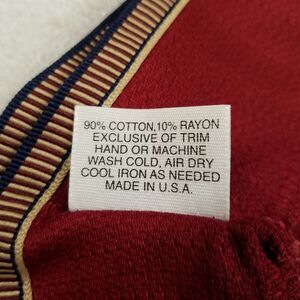 90% COTTON,10% RAYON
EXCLUSIVE OF TRIM
HAND OR MACHINE
WASH COLD, AIR DRY
COOL IRON AS NEEDED
MADE IN U.S.A.